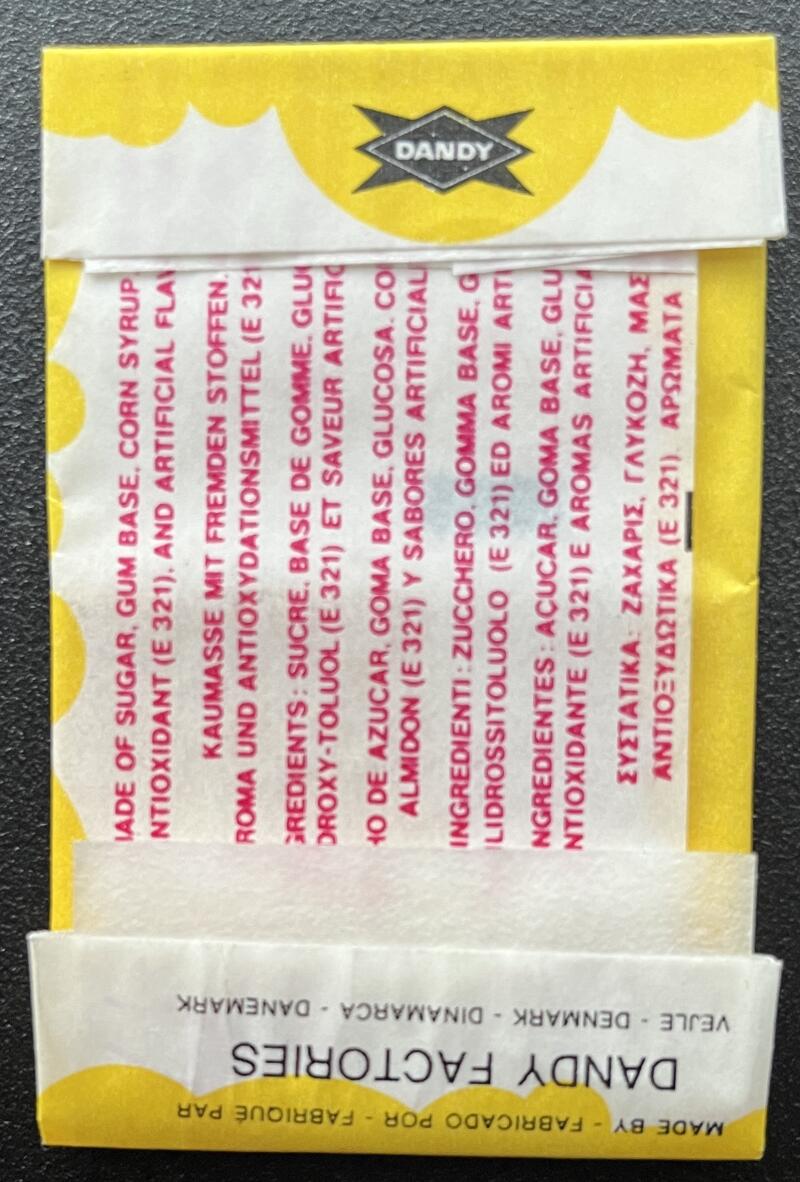 DANDY
ADE OF SUGAR, GUM BASE, CORN SYRUP,
NTIOXIDANT (E 321), AND ARTIFICIAL FLAV
KAUMASSE MIT FREMDEN STOFFEN.
ROMA UND ANTIOXYDATIONSMITTEL (E 321
GREDIENTS: SUCRE, BASE DE GOMME, GLUC
DROXY-TOLUOL (E 321) ET SAVEUR ARTIFIC
HO DE AZUCAR, GOMA BASE, GLUCOSA. CO
ALMIDON (E 321) Y SABORES ARTIFICIAL
INGREDIENTI: ZUCCHERO, GOMMA BASE, G
LIDROSSITOLUOLO (E 321) ED AROMI ART
NGREDIENTES: AÇUCAR, GOMA BASE, GLU
NTIOXIDANTE (E 321) E AROMAS ARTIFICIA
ΣΥΣΤΑΤΙΚΑ: ΖΑΧΑΡΙΣ, ΓΛΥΚΟΖΗ, ΜΑΣ
ΑΝΤΙΟΞΥΔΩΤΙΚΑ (Ε 321). ΑΡΩΜΑΤΑ
MADE BY - FABRICADO POR - FABRIQUÉ PAR
DANDY FACTORIES
VEJLE - DENMARK - DINAMARCA - DANEMARK